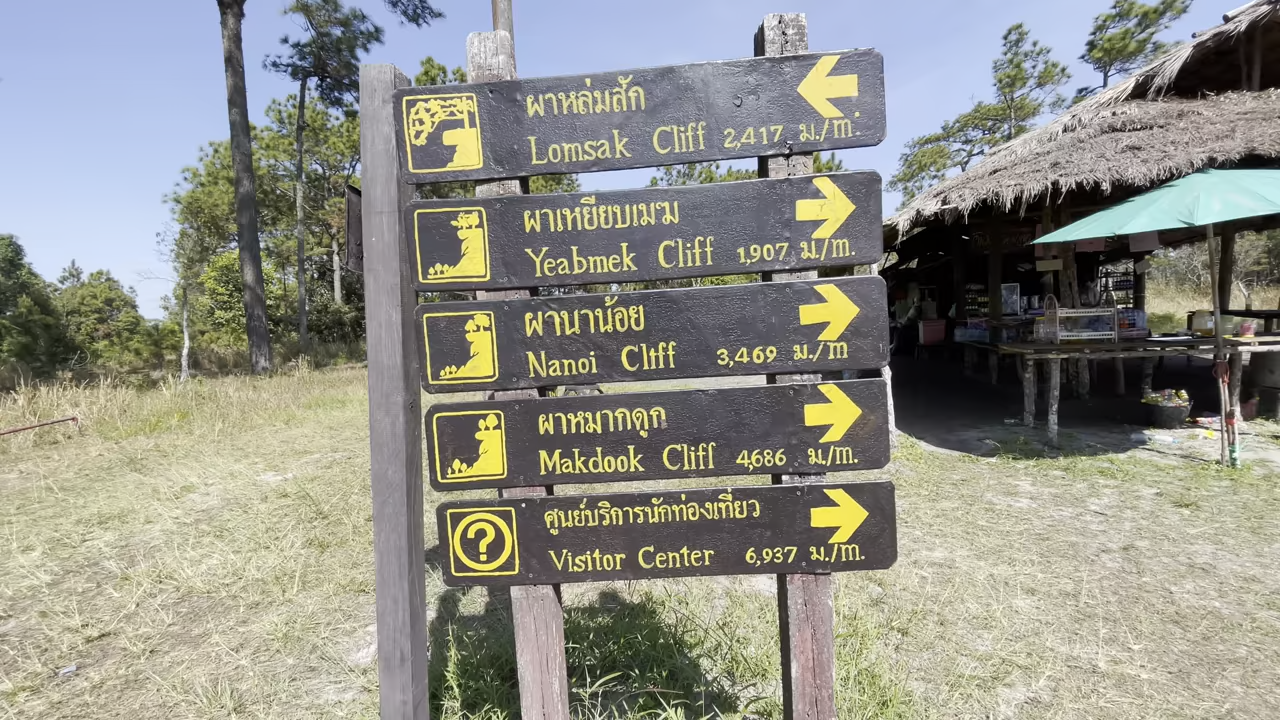 ผาหล่มสัก
Lomsak Cliff 2,417 ม./m.
ผาเหยียบเมฆ
Yeabmek Cliff 1,907 ม./m.
ผานาน้อย
Nanoi Cliff 3,469 ม./m.
ผาหมากดูก
Makdook Cliff 4,686 ม./m.
ศูนย์บริการนักท่องเที่ยว
? Visitor Center 6,937 ม./m.